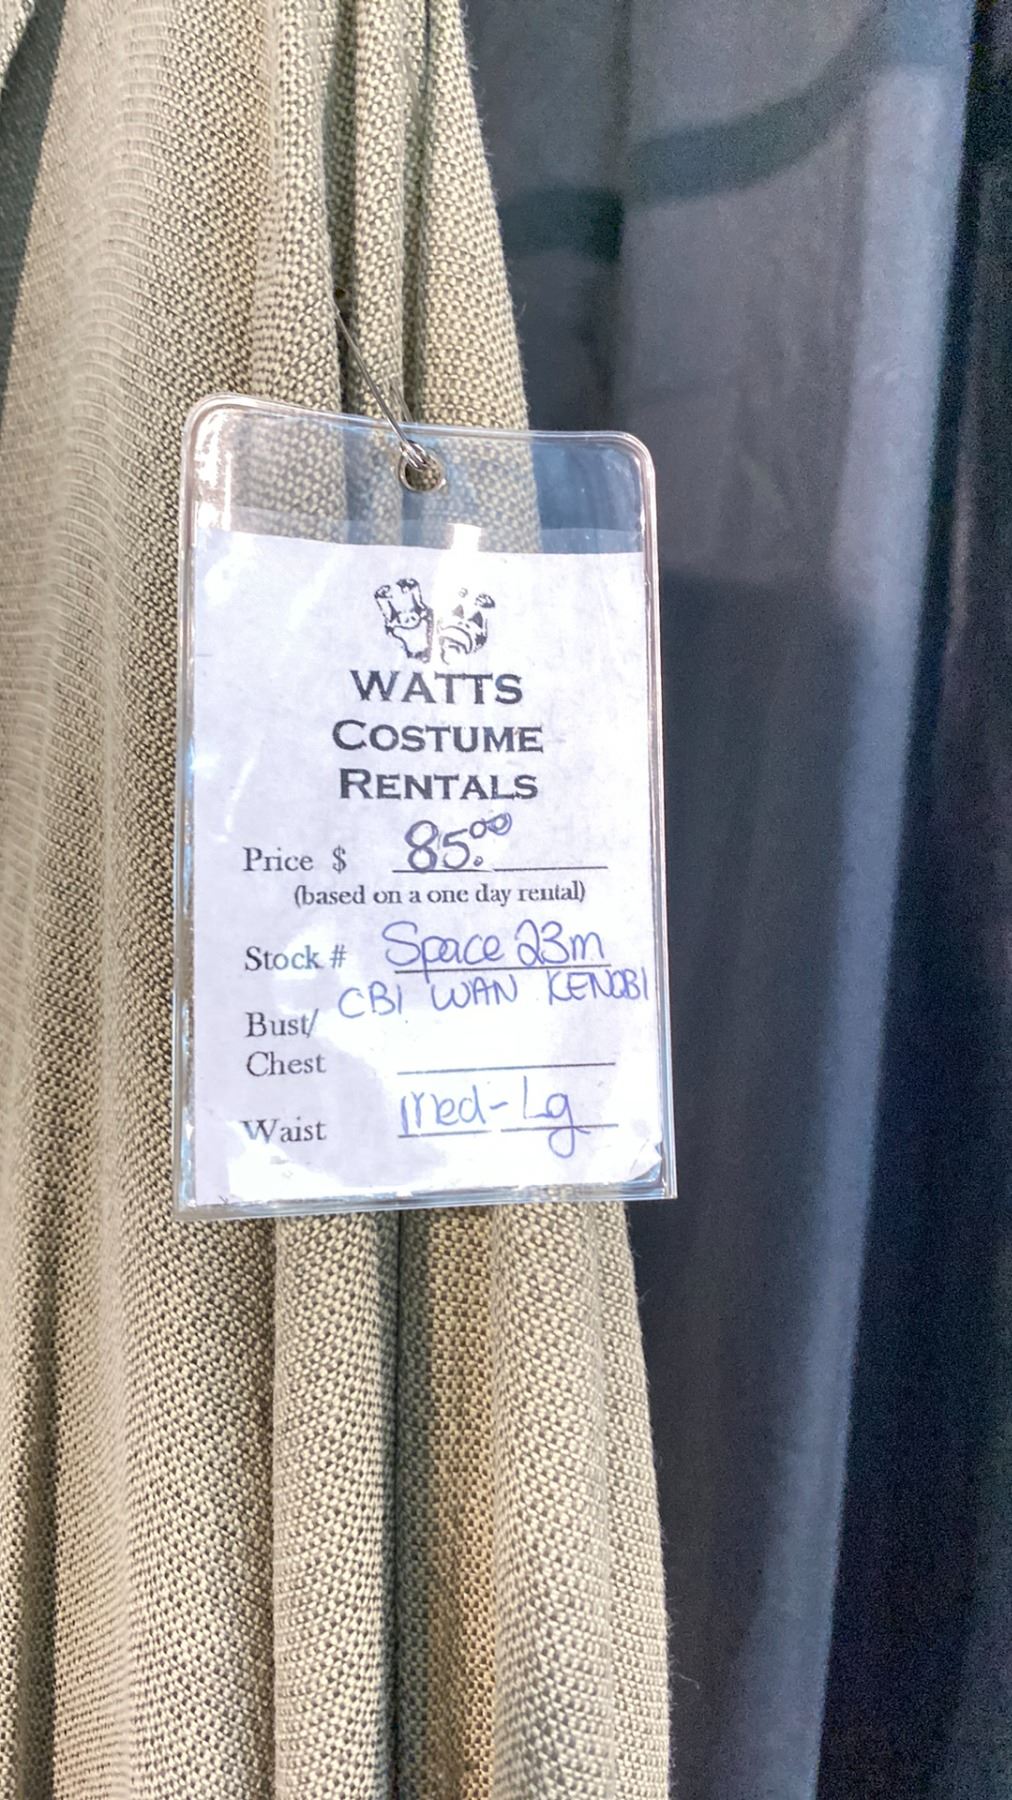 WATTS
COSTUME
RENTALS
Price $ 85.00
(based on a one day rental)
Stock # Space 23m
OBI WAN KENOBI
Bust/
Chest
Waist Med-Lg